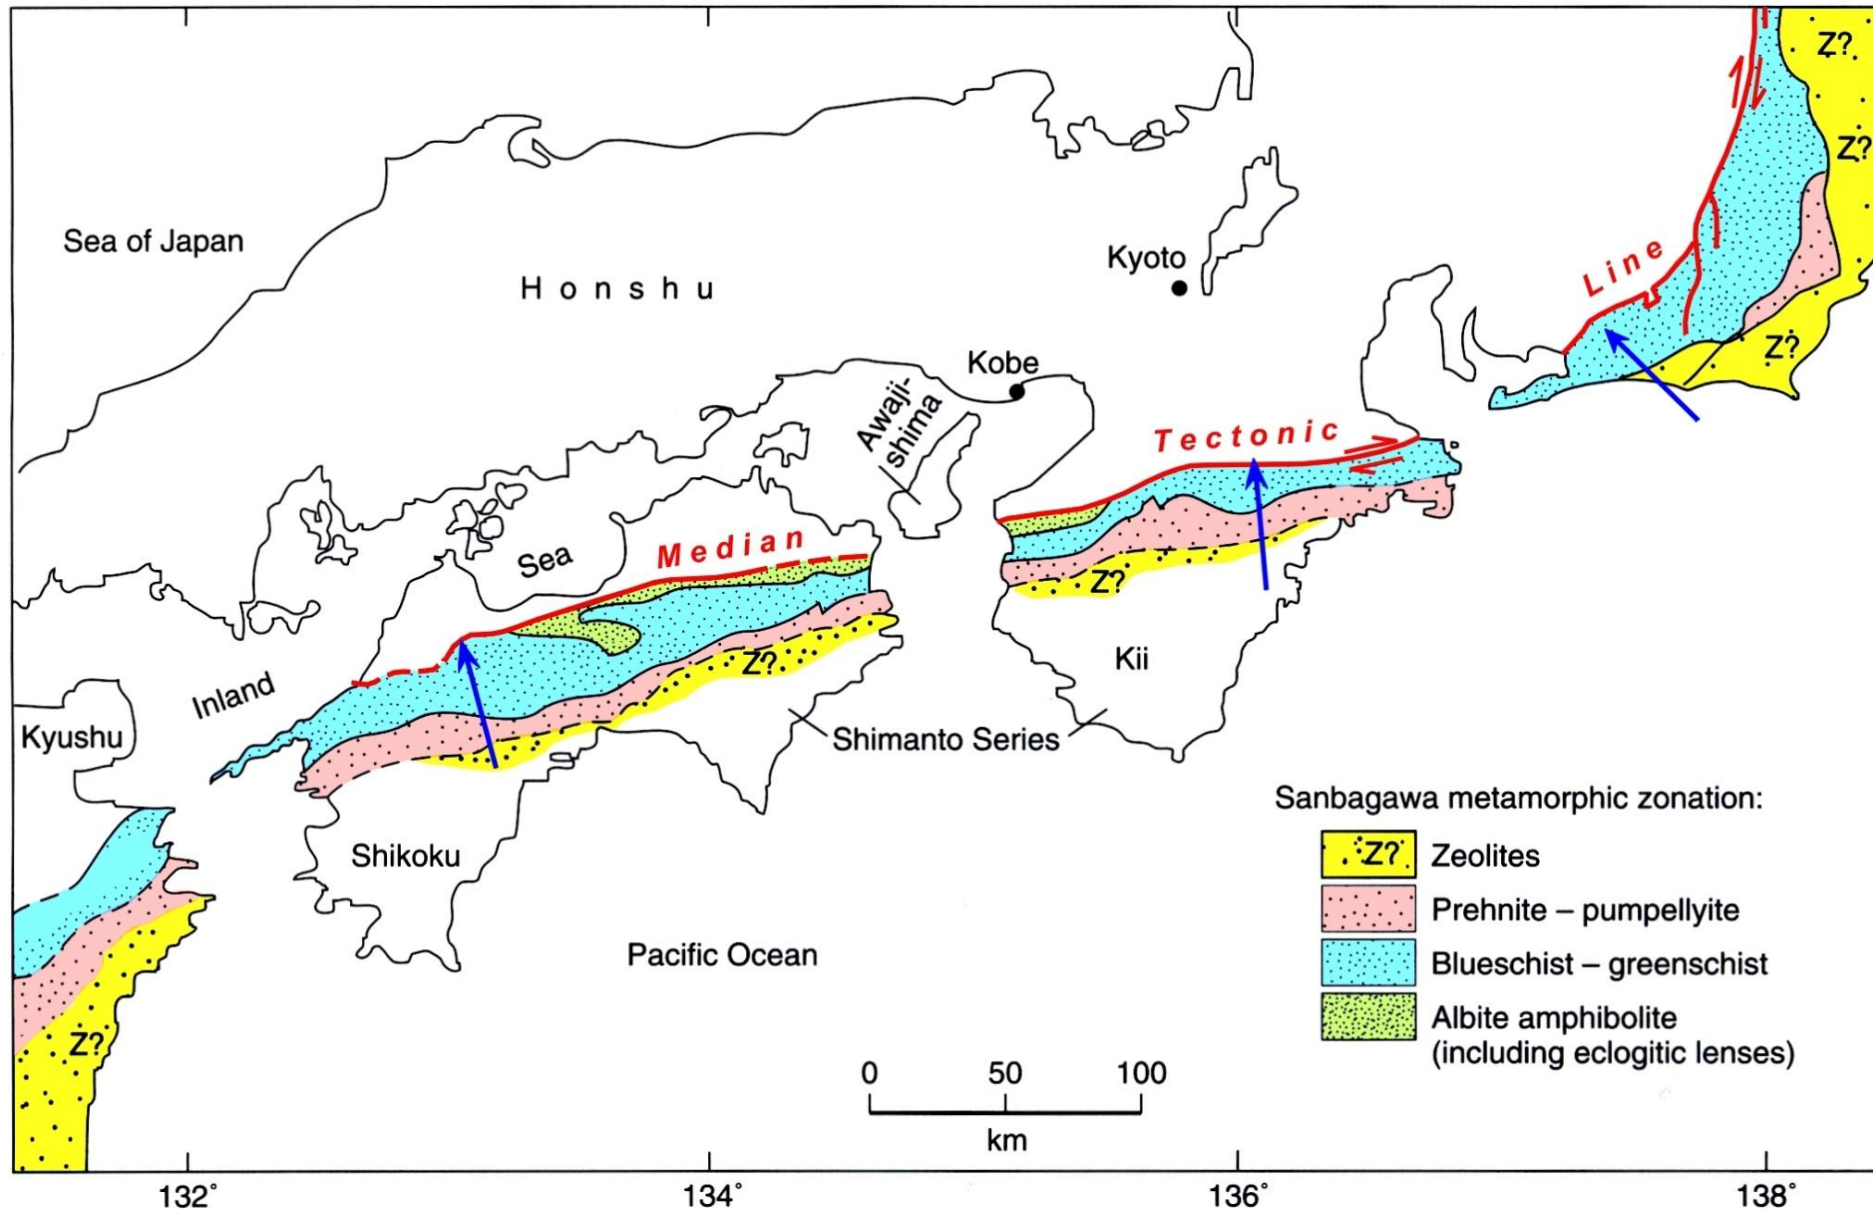 Z?
Z?
Sea of Japan
Honshu
Kyoto
Line
Z?
Kobe
Awaji-
shima
Tectonic
Median
Sea
Z?
Z?
Kii
Inland
Kyushu
Shimanto Series
Shikoku
Pacific Ocean
Z?
Sanbagawa metamorphic zonation:
Z? Zeolites
Prehnite – pumpellyite
Blueschist – greenschist
Albite amphibolite
(including eclogitic lenses)
0 50 100
km
132° 134° 136° 138°